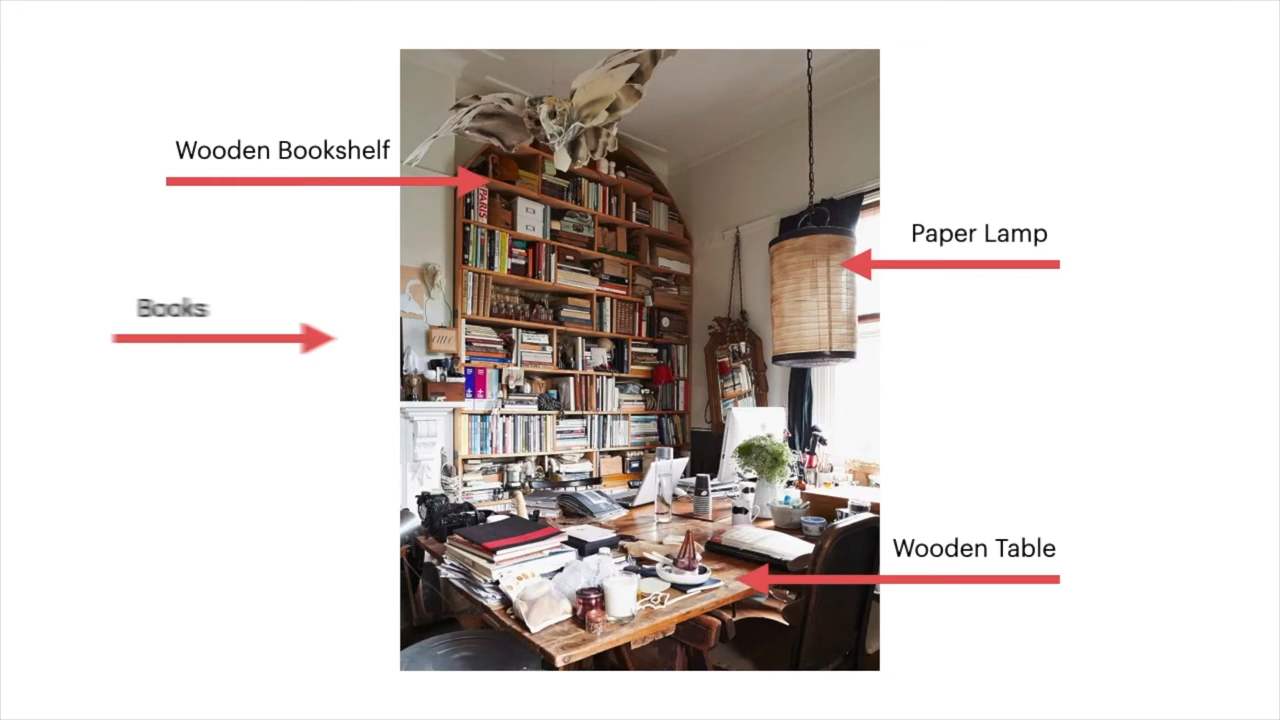 Wooden Bookshelf
Paper Lamp
Books
Wooden Table
PARIS